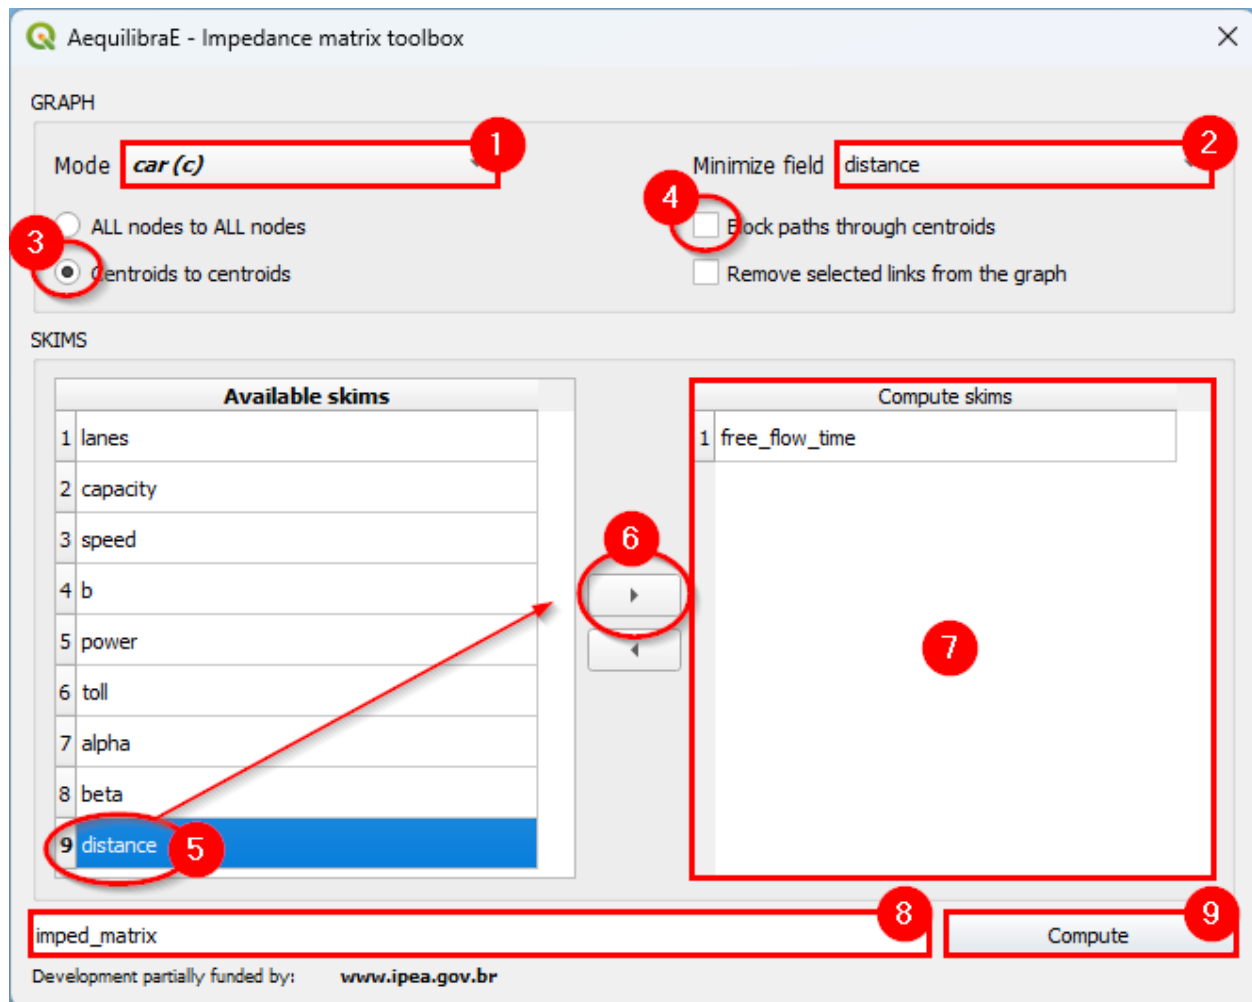 AequilibraE - Impedance matrix toolbox
GRAPH
1
2
Mode car (c)
Minimize field distance
4
ALL nodes to ALL nodes
Block paths through centroids
3
Centroids to centroids
Remove selected links from the graph
SKIMS
Available skims
Compute skims
1 lanes
1 free_flow_time
2 capacity
3 speed
6
4 b
5 power
7
6 toll
7 alpha
8 beta
9 distance 5
8
9
imped_matrix
Compute
Development partially funded by: www.ipea.gov.br